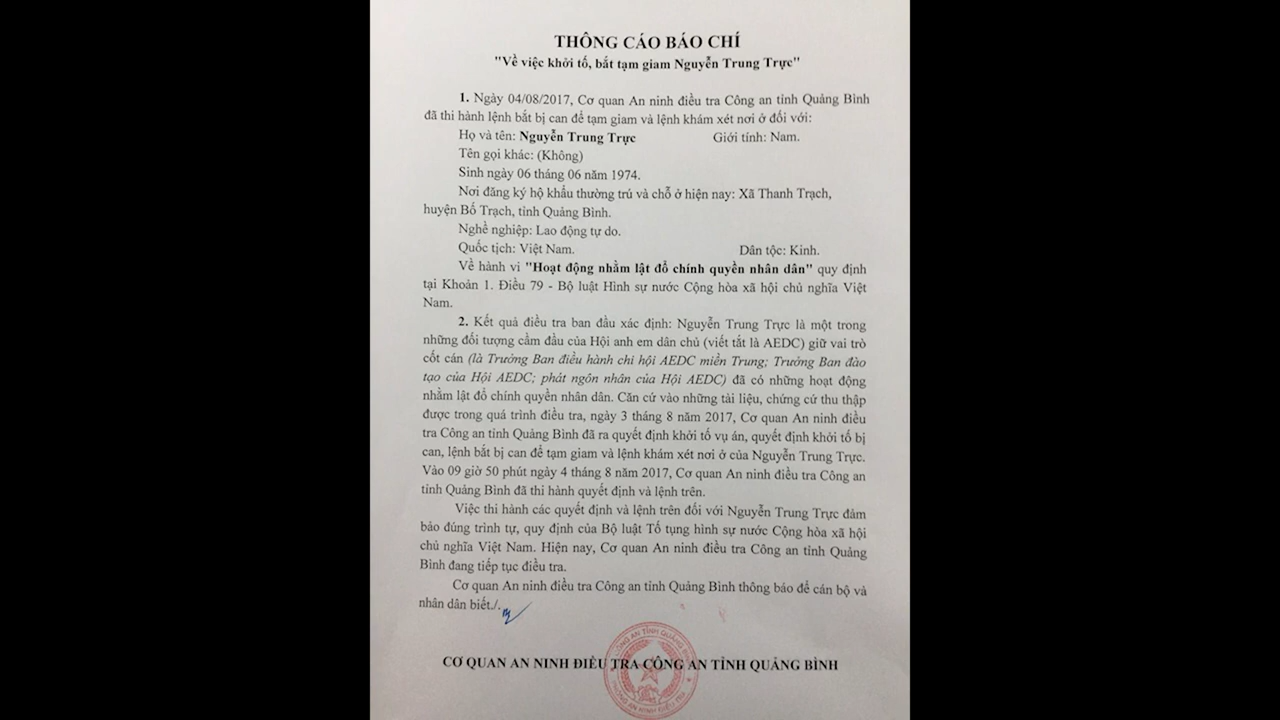 THÔNG CÁO BÁO CHÍ
"Về việc khởi tố, bắt tạm giam Nguyễn Trung Trực"
1. Ngày 04/08/2017, Cơ quan An ninh điều tra Công an tỉnh Quảng Bình
đã thi hành lệnh bắt bị can để tạm giam và lệnh khám xét nơi ở đối với:
Họ và tên: Nguyễn Trung Trực Giới tính: Nam.
Tên gọi khác: (Không)
Sinh ngày 06 tháng 06 năm 1974.
Nơi đăng ký hộ khẩu thường trú và chỗ ở hiện nay: Xã Thanh Trạch,
huyện Bố Trạch, tỉnh Quảng Bình.
Nghề nghiệp: Lao động tự do.
Quốc tịch: Việt Nam. Dân tộc: Kinh.
Về hành vi "Hoạt động nhằm lật đổ chính quyền nhân dân" quy định
tại Khoản 1. Điều 79 - Bộ luật Hình sự nước Cộng hòa xã hội chủ nghĩa Việt
Nam.
2. Kết quả điều tra ban đầu xác định: Nguyễn Trung Trực là một trong
những đối tượng cầm đầu của Hội anh em dân chủ (viết tắt là AEDC) giữ vai trò
cốt cán (là Trưởng Ban điều hành chi hội AEDC miền Trung; Trưởng Ban đào
tạo của Hội AEDC; phát ngôn nhân của Hội AEDC) đã có những hoạt động
nhằm lật đổ chính quyền nhân dân. Căn cứ vào những tài liệu, chứng cứ thu thập
được trong quá trình điều tra, ngày 3 tháng 8 năm 2017, Cơ quan An ninh điều
tra Công an tỉnh Quảng Bình đã ra quyết định khởi tố vụ án, quyết định khởi tố bị
can, lệnh bắt bị can để tạm giam và lệnh khám xét nơi ở của Nguyễn Trung Trực.
Vào 09 giờ 50 phút ngày 4 tháng 8 năm 2017, Cơ quan An ninh điều tra Công an
tỉnh Quảng Bình đã thi hành quyết định và lệnh trên.
Việc thi hành các quyết định và lệnh trên đối với Nguyễn Trung Trực đảm
bảo đúng trình tự, quy định của Bộ luật Tố tụng hình sự nước Cộng hòa xã hội
chủ nghĩa Việt Nam. Hiện nay, Cơ quan An ninh điều tra Công an tỉnh Quảng
Bình đang tiếp tục điều tra.
Cơ quan An ninh điều tra Công an tỉnh Quảng Bình thông báo để cán bộ và
nhân dân biết./.
CÔNG AN TỈNH QUẢNG BÌNH
CƠ QUAN AN NINH ĐIỀU TRA CÔNG AN TỈNH QUẢNG BÌNH